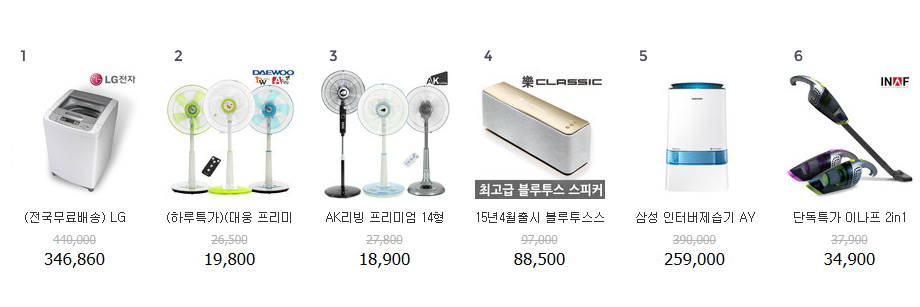 1
LG전자
(전국무료배송) LG
440,000
346,860
2
DAEWOO
(하루특가)(대웅 프리미
26,500
19,800
3
AK
AK리빙 프리미엄 14형
27,800
18,900
4
樂CLASSIC
최고급 블루투스 스피커
15년4월출시 블루투스스
97,000
88,500
5
삼성 인터버제습기 AY
390,000
259,000
6
INAF
단독특가 이나프 2in1
37,900
34,900